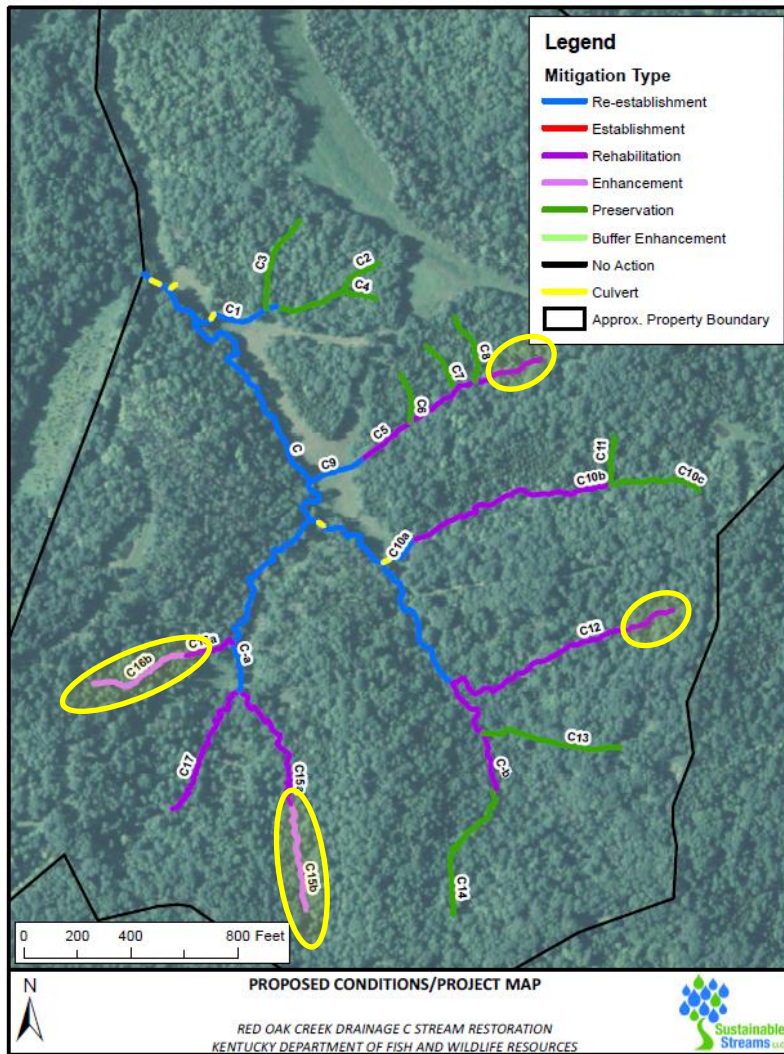 Legend
Mitigation Type
Re-establishment
Establishment
Rehabilitation
Enhancement
Preservation
Buffer Enhancement
No Action
Culvert
Approx. Property Boundary
C3
C2
C4
C1
C8
C7
C6
C5
C
C9
C11
C10b
C10c
C10a
C12
C-a
C16b
C13
C17
C-b
C15b
C14
0 200 400 800 Feet
N
PROPOSED CONDITIONS/PROJECT MAP
RED OAK CREEK DRAINAGE C STREAM RESTORATION
KENTUCKY DEPARTMENT OF FISH AND WILDLIFE RESOURCES
Sustainable
Streams LLC